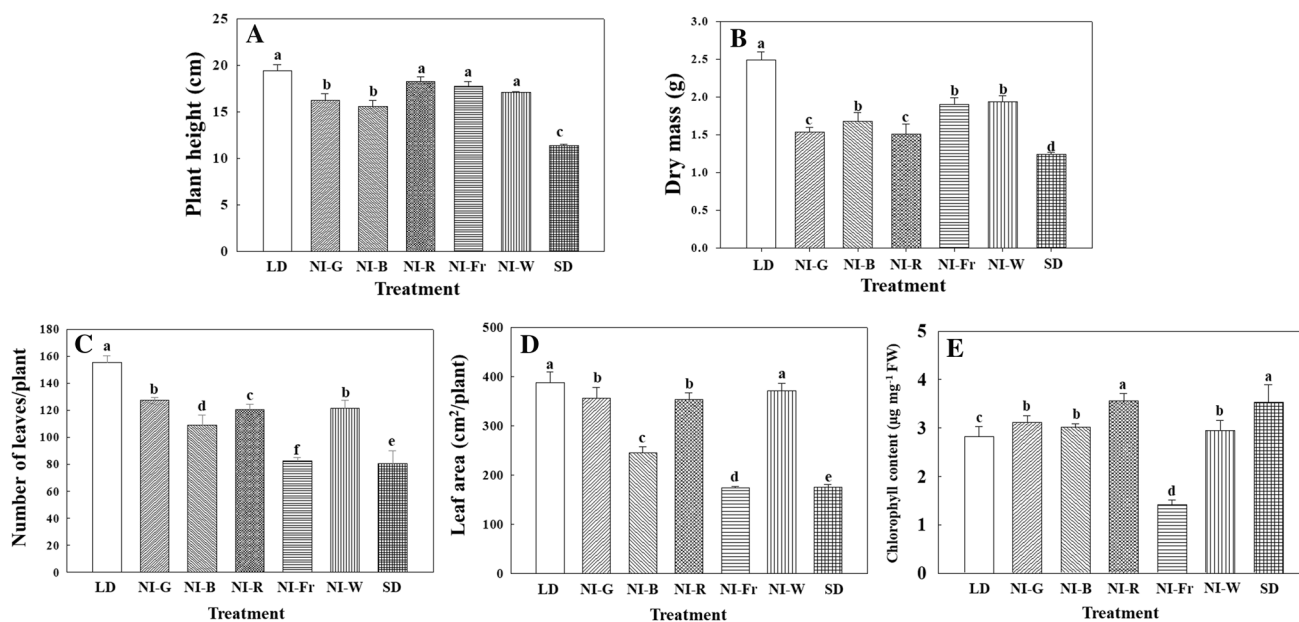 A
Plant height (cm)
25
20
15
10
5
0
a
b
b
a
a
a
c
LD NI-G NI-B NI-R NI-Fr NI-W SD
Treatment
B
Dry mass (g)
3.0
2.5
2.0
1.5
1.0
0.5
0.0
a
c
b
c
b
b
d
LD NI-G NI-B NI-R NI-Fr NI-W SD
Treatment
C
Number of leaves/plant
180
160
140
120
100
80
60
40
20
0
a
b
d
c
f
b
e
LD NI-G NI-B NI-R NI-Fr NI-W SD
Treatment
D
Leaf area (cm²/plant)
500
400
300
200
100
0
a
b
c
b
d
a
e
LD NI-G NI-B NI-R NI-Fr NI-W SD
Treatment
E
Chlorophyll content (µg mg⁻¹ FW)
5
4
3
2
1
0
c
b
b
a
d
b
a
LD NI-G NI-B NI-R NI-Fr NI-W SD
Treatment